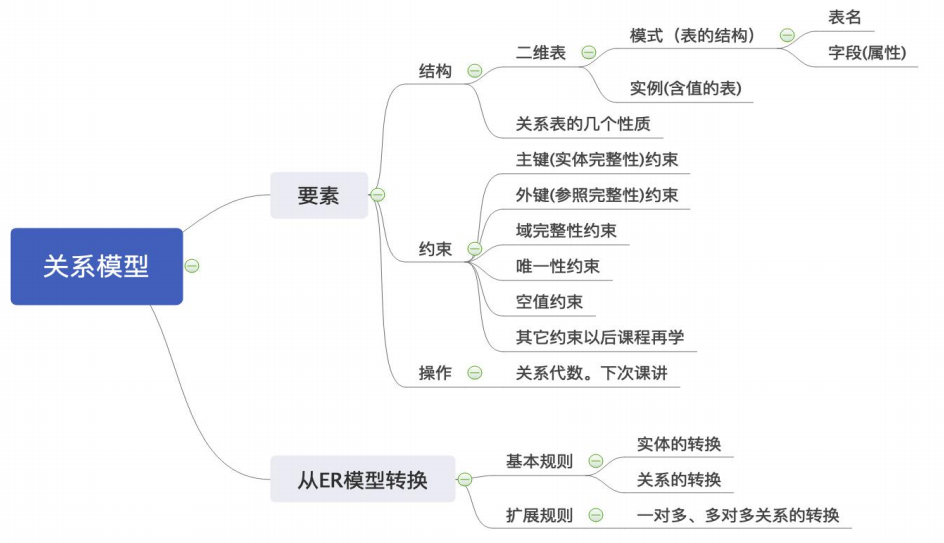 关系模型
要素
结构
二维表
模式（表的结构）
表名
字段(属性)
实例(含值的表)
关系表的几个性质
约束
主键(实体完整性)约束
外键(参照完整性)约束
域完整性约束
唯一性约束
空值约束
其它约束以后课程再学
操作
关系代数。下次课讲
从ER模型转换
基本规则
实体的转换
关系的转换
扩展规则
一对多、多对多关系的转换